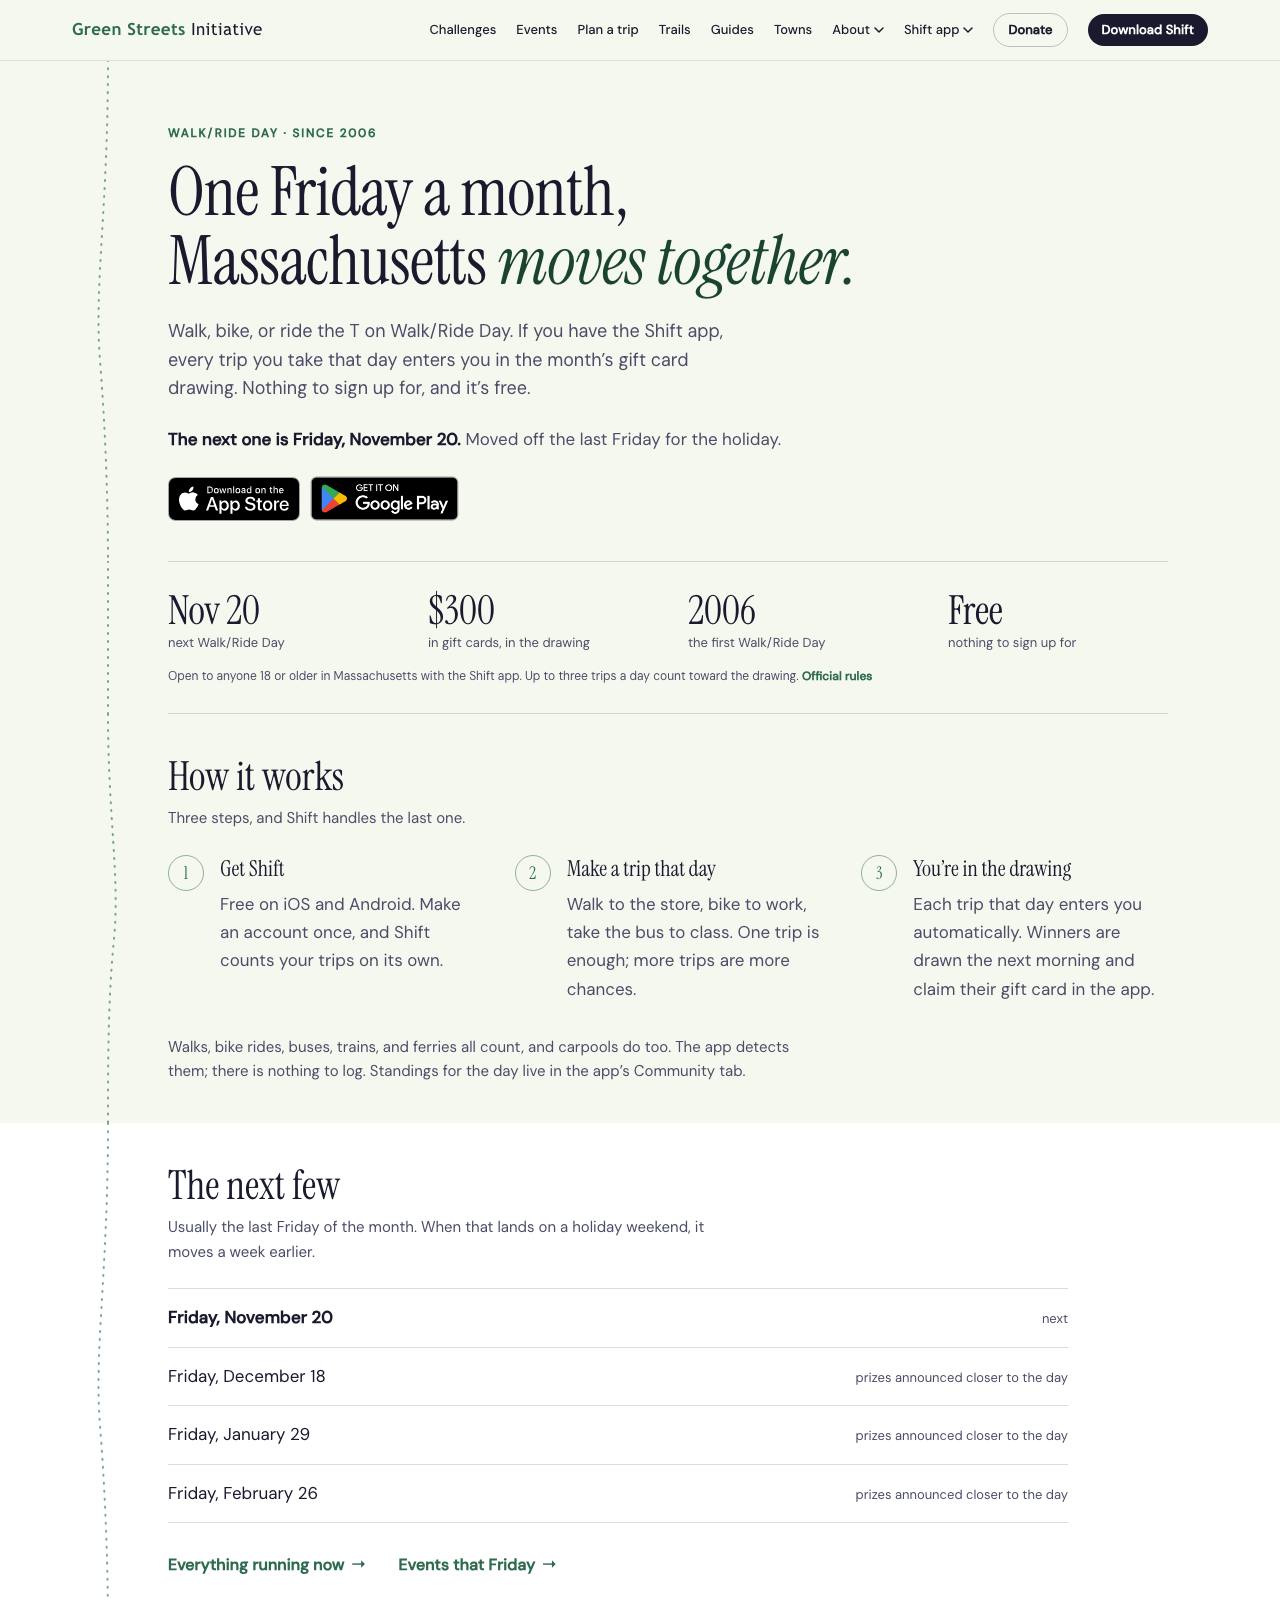 Green Streets Initiative
Challenges Events Plan a trip Trails Guides Towns About Shift app Donate Download Shift
WALK/RIDE DAY · SINCE 2006
One Friday a month,
Massachusetts moves together.
Walk, bike, or ride the T on Walk/Ride Day. If you have the Shift app,
every trip you take that day enters you in the month’s gift card
drawing. Nothing to sign up for, and it’s free.
The next one is Friday, November 20. Moved off the last Friday for the holiday.
Download on the
App Store
GET IT ON
Google Play
Nov 20
next Walk/Ride Day
$300
in gift cards, in the drawing
2006
the first Walk/Ride Day
Free
nothing to sign up for
Open to anyone 18 or older in Massachusetts with the Shift app. Up to three trips a day count toward the drawing. Official rules
How it works
Three steps, and Shift handles the last one.
1
Get Shift
Free on iOS and Android. Make
an account once, and Shift
counts your trips on its own.
2
Make a trip that day
Walk to the store, bike to work,
take the bus to class. One trip is
enough; more trips are more
chances.
3
You’re in the drawing
Each trip that day enters you
automatically. Winners are
drawn the next morning and
claim their gift card in the app.
Walks, bike rides, buses, trains, and ferries all count, and carpools do too. The app detects
them; there is nothing to log. Standings for the day live in the app’s Community tab.
The next few
Usually the last Friday of the month. When that lands on a holiday weekend, it
moves a week earlier.
Friday, November 20 next
Friday, December 18 prizes announced closer to the day
Friday, January 29 prizes announced closer to the day
Friday, February 26 prizes announced closer to the day
Everything running now → Events that Friday →